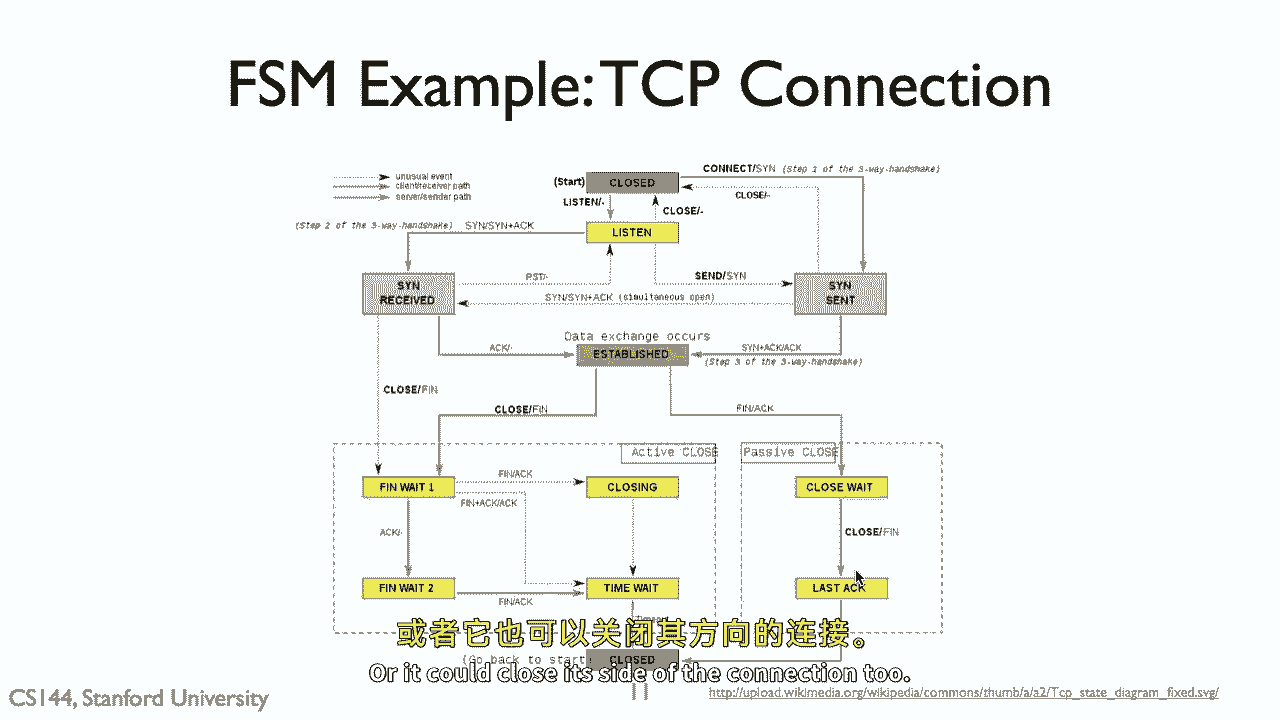 FSM Example: TCP Connection
unusual event
client/receiver path
server/sender path
(Start)
CLOSED
CONNECT/SYN (Step 1 of the 3-way-handshake)
CLOSE/-
LISTEN/-
CLOSE/-
(Step 2 of the 3-way-handshake) SYN/SYN+ACK
LISTEN
SYN
RECEIVED
RST/-
SEND/SYN
SYN
SENT
SYN/SYN+ACK (simultaneous open)
Data exchange occurs
ACK/-
ESTABLISHED
SYN+ACK/ACK
(Step 3 of the 3-way-handshake)
CLOSE/FIN
CLOSE/FIN
FIN/ACK
Active CLOSE
Passive CLOSE
FIN WAIT 1
FIN/ACK
CLOSING
CLOSE WAIT
FIN+ACK/ACK
ACK/-
CLOSE/FIN
FIN WAIT 2
FIN/ACK
TIME WAIT
LAST ACK
或者它也可以关闭其方向的连接。
(Go back to start)
CLOSED
Or it could close its side of the connection too.
CS144, Stanford University
http://upload.wikimedia.org/wikipedia/commons/thumb/a/a2/Tcp_state_diagram_fixed.svg/